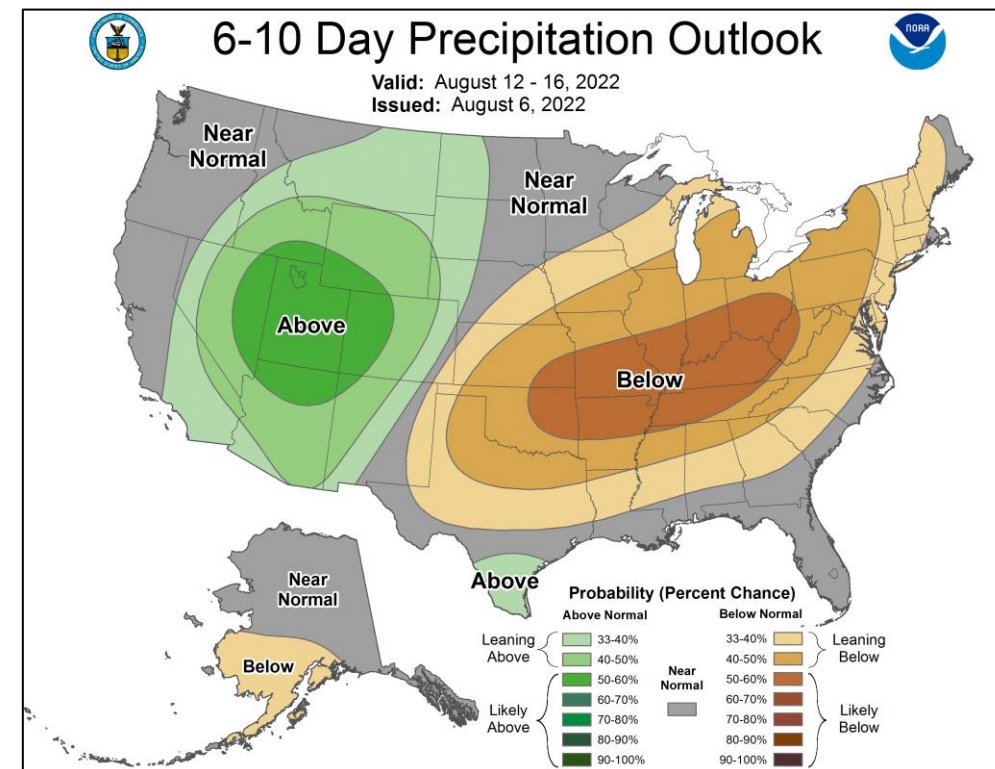 6-10 Day Precipitation Outlook
NOAA
Valid: August 12 - 16, 2022
Issued: August 6, 2022
Near
Normal
Near
Normal
Above
Below
Above
Near
Normal
Below
Probability (Percent Chance)
Above Normal
Below Normal
Leaning
Above
33-40%
40-50%
Likely
Above
50-60%
60-70%
70-80%
80-90%
90-100%
Near
Normal
33-40%
40-50%
Leaning
Below
50-60%
60-70%
70-80%
80-90%
90-100%
Likely
Below